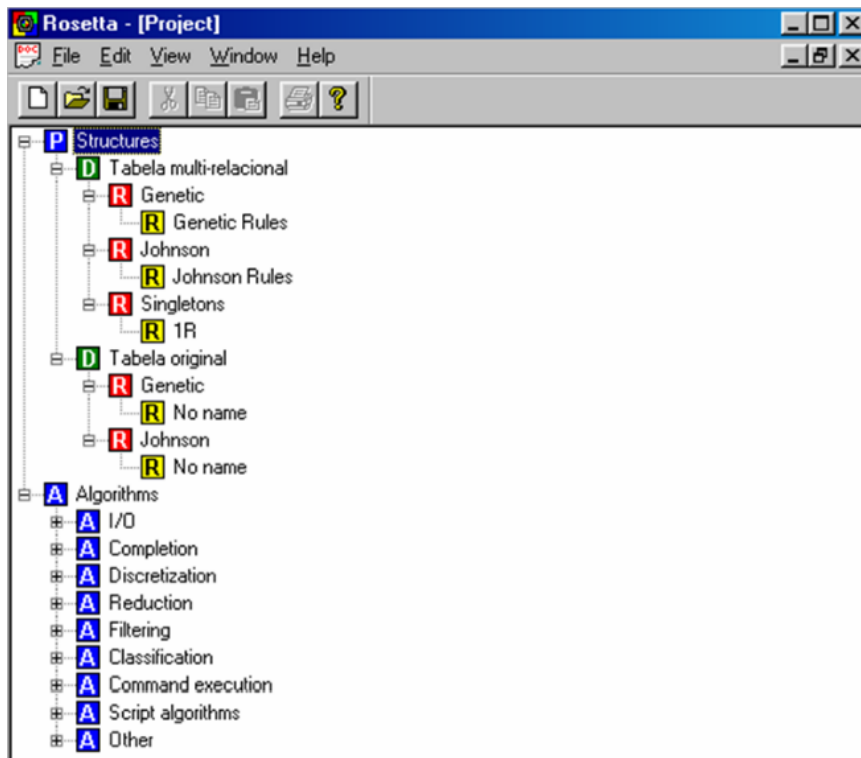 Rosetta - [Project]
DOC File Edit View Window Help
P Structures
D Tabela multi-relacional
R Genetic
R Genetic Rules
R Johnson
R Johnson Rules
R Singletons
R 1R
D Tabela original
R Genetic
R No name
R Johnson
R No name
A Algorithms
A I/O
A Completion
A Discretization
A Reduction
A Filtering
A Classification
A Command execution
A Script algorithms
A Other